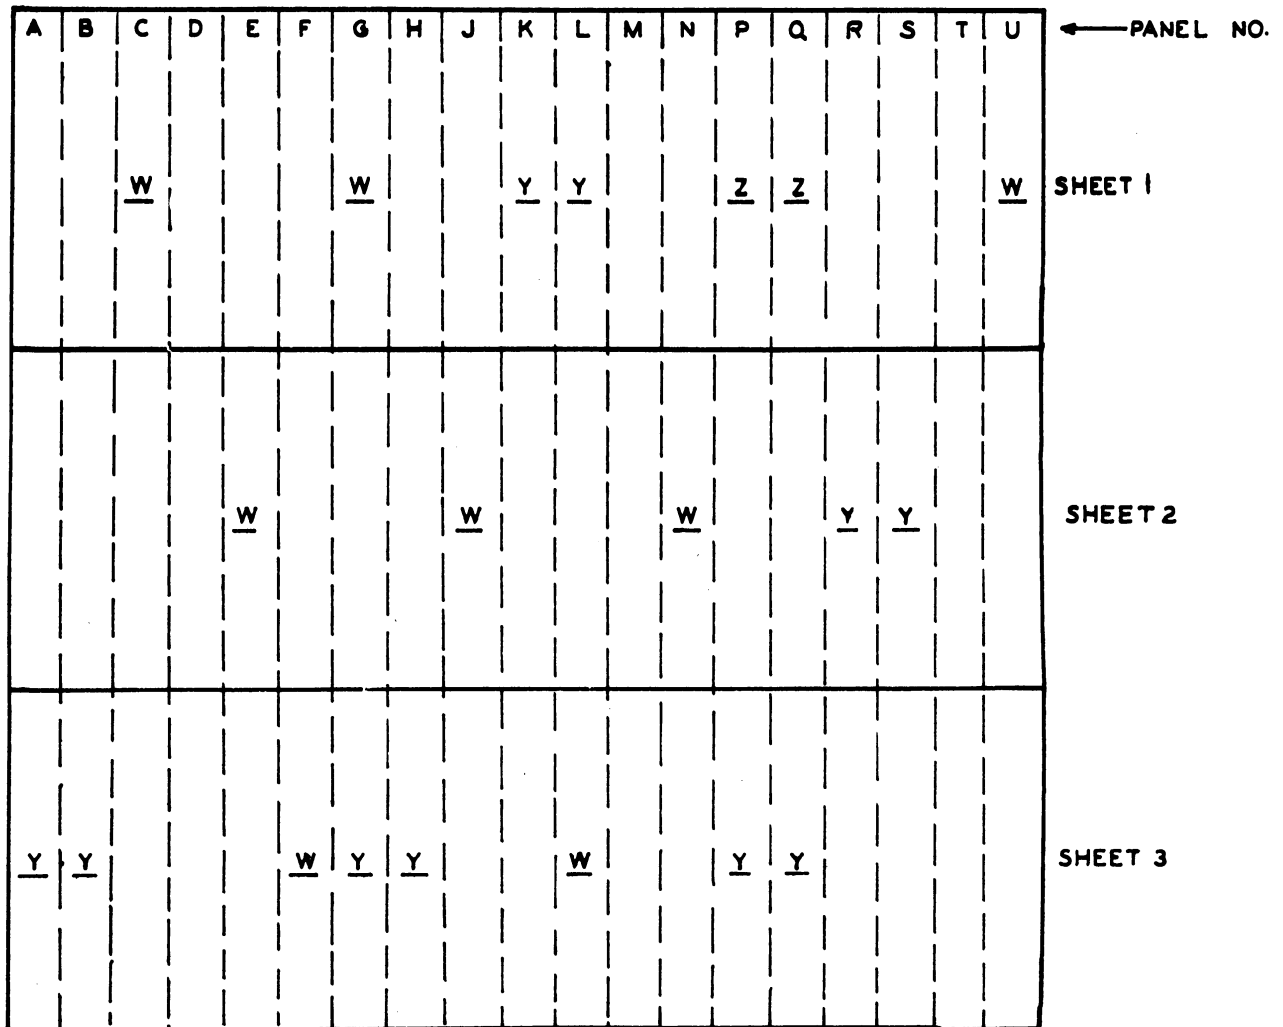 A B C D E F G H J K L M N P Q R S T U PANEL NO.
W W Y Y Z Z W SHEET 1
W W W Y Y SHEET 2
Y Y W Y Y W Y Y SHEET 3